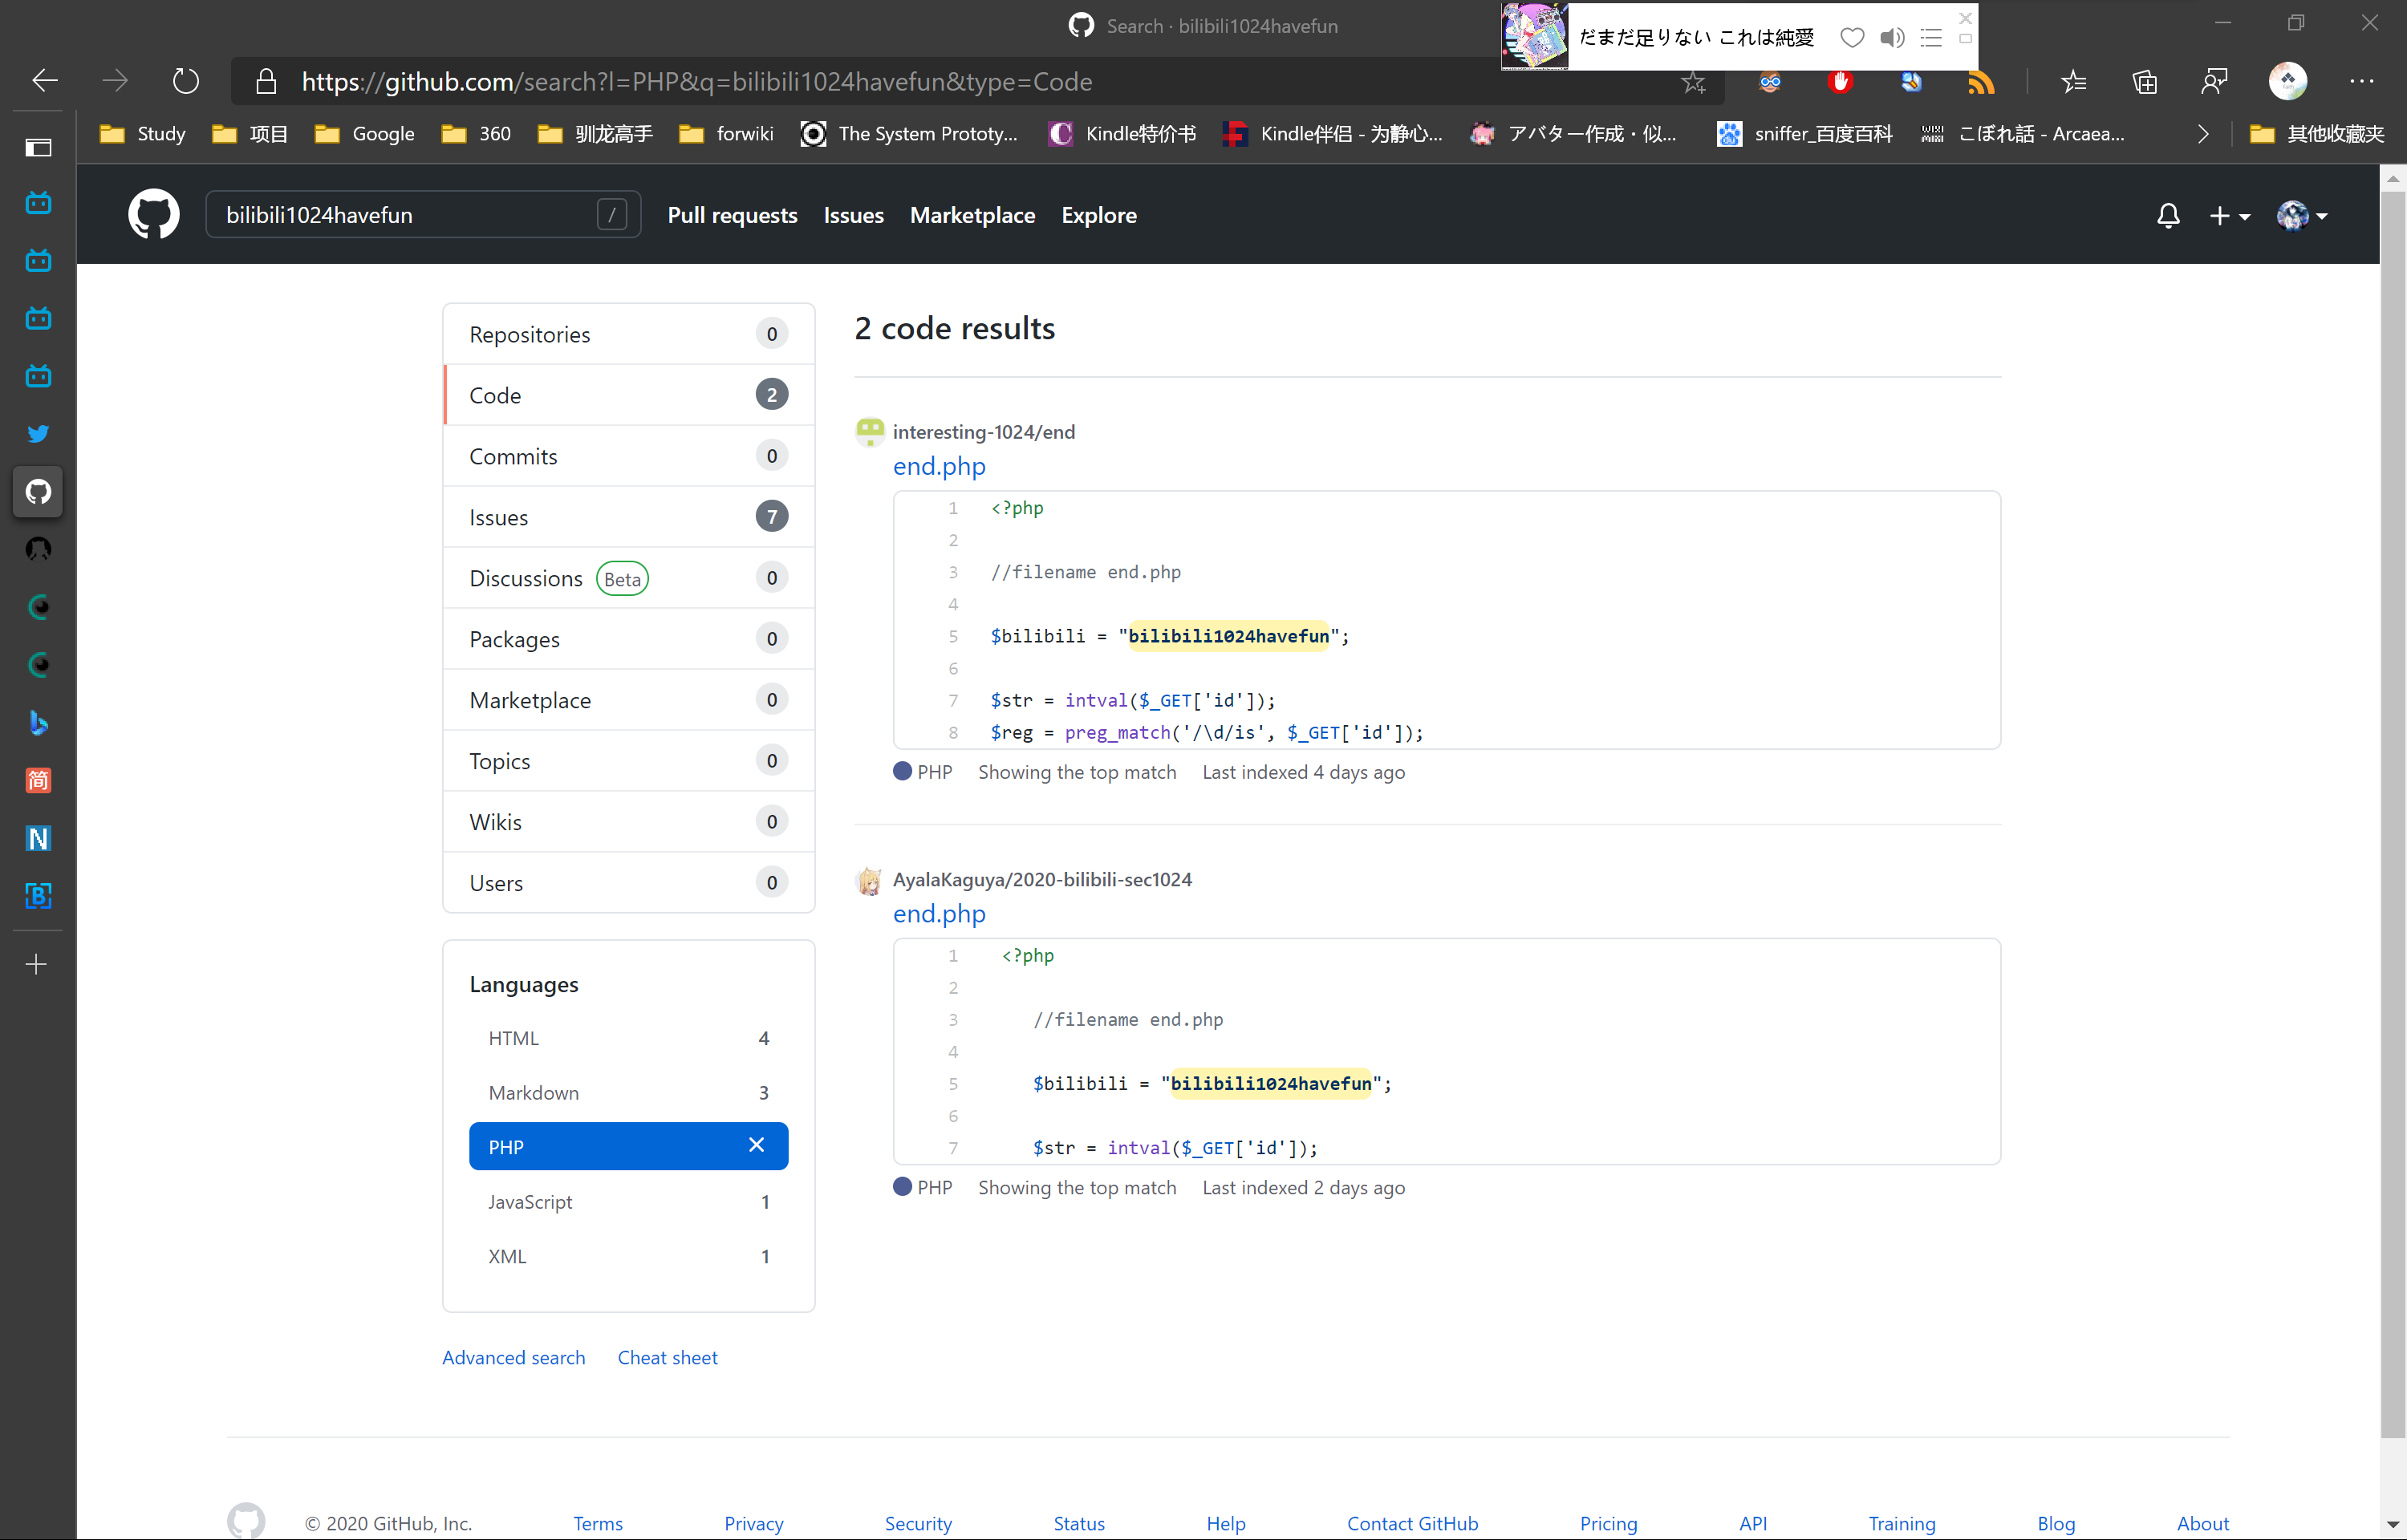 Search · bilibili1024havefun
だまだ足りない これは純愛
https://github.com/search?l=PHP&q=bilibili1024havefun&type=Code
Study 项目 Google 360 驯龙高手 forwiki The System Prototy... Kindle特价书 Kindle伴侣 - 为静心... アバター作成・似... sniffer_百度百科 こぼれ話 - Arcaea... 其他收藏夹
bilibili1024havefun / Pull requests Issues Marketplace Explore
Repositories 0
Code 2
Commits 0
Issues 7
Discussions Beta 0
Packages 0
Marketplace 0
Topics 0
Wikis 0
Users 0
Languages
HTML 4
Markdown 3
PHP
JavaScript 1
XML 1
Advanced search Cheat sheet
2 code results
interesting-1024/end
end.php
1 <?php
2
3 //filename end.php
4
5 $bilibili = "bilibili1024havefun";
6
7 $str = intval($_GET['id']);
8 $reg = preg_match('/\d/is', $_GET['id']);
PHP Showing the top match Last indexed 4 days ago
AyalaKaguya/2020-bilibili-sec1024
end.php
1 <?php
2
3 //filename end.php
4
5 $bilibili = "bilibili1024havefun";
6
7 $str = intval($_GET['id']);
PHP Showing the top match Last indexed 2 days ago
简
N
B
© 2020 GitHub, Inc. Terms Privacy Security Status Help Contact GitHub Pricing API Training Blog About